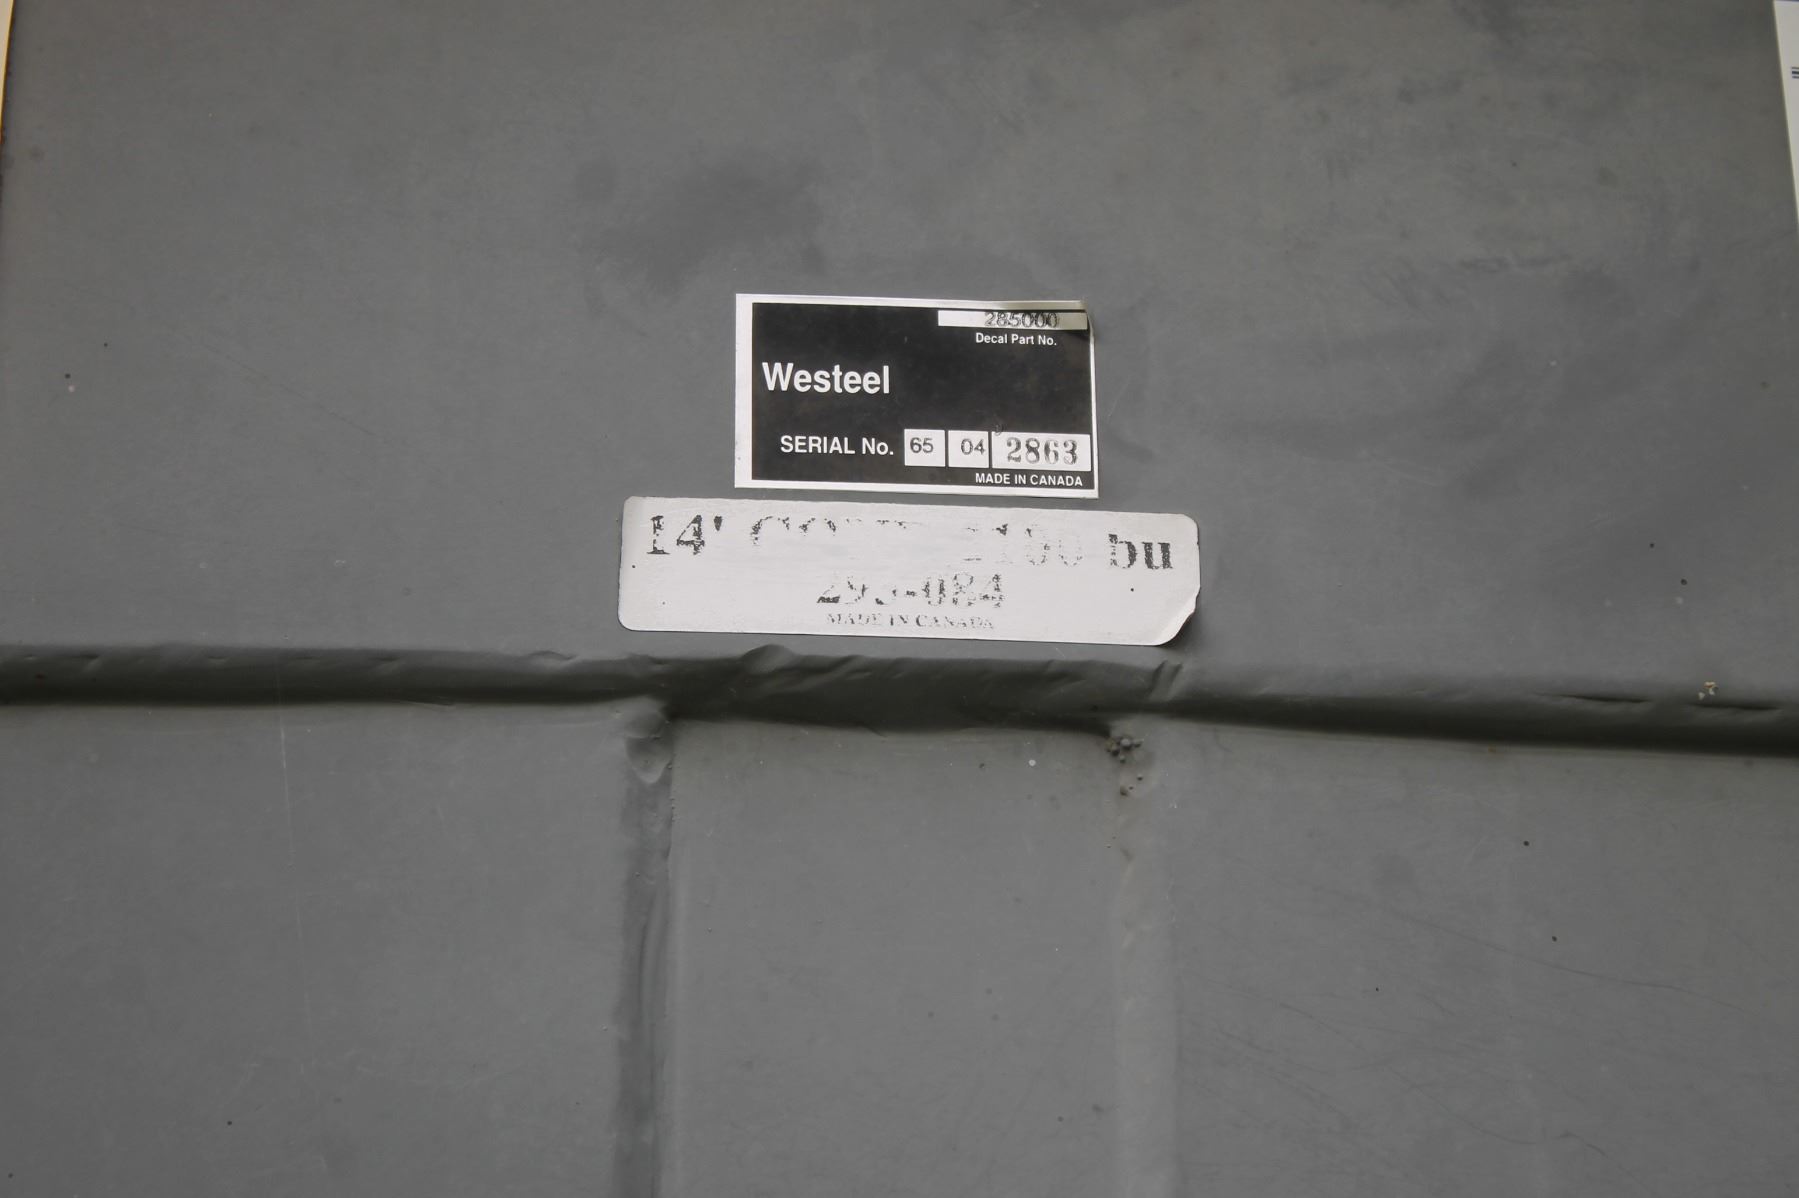 285000
Decal Part No.
Westeel
SERIAL No. 65 04 2863
MADE IN CANADA
14' bu
MADE IN CANADA